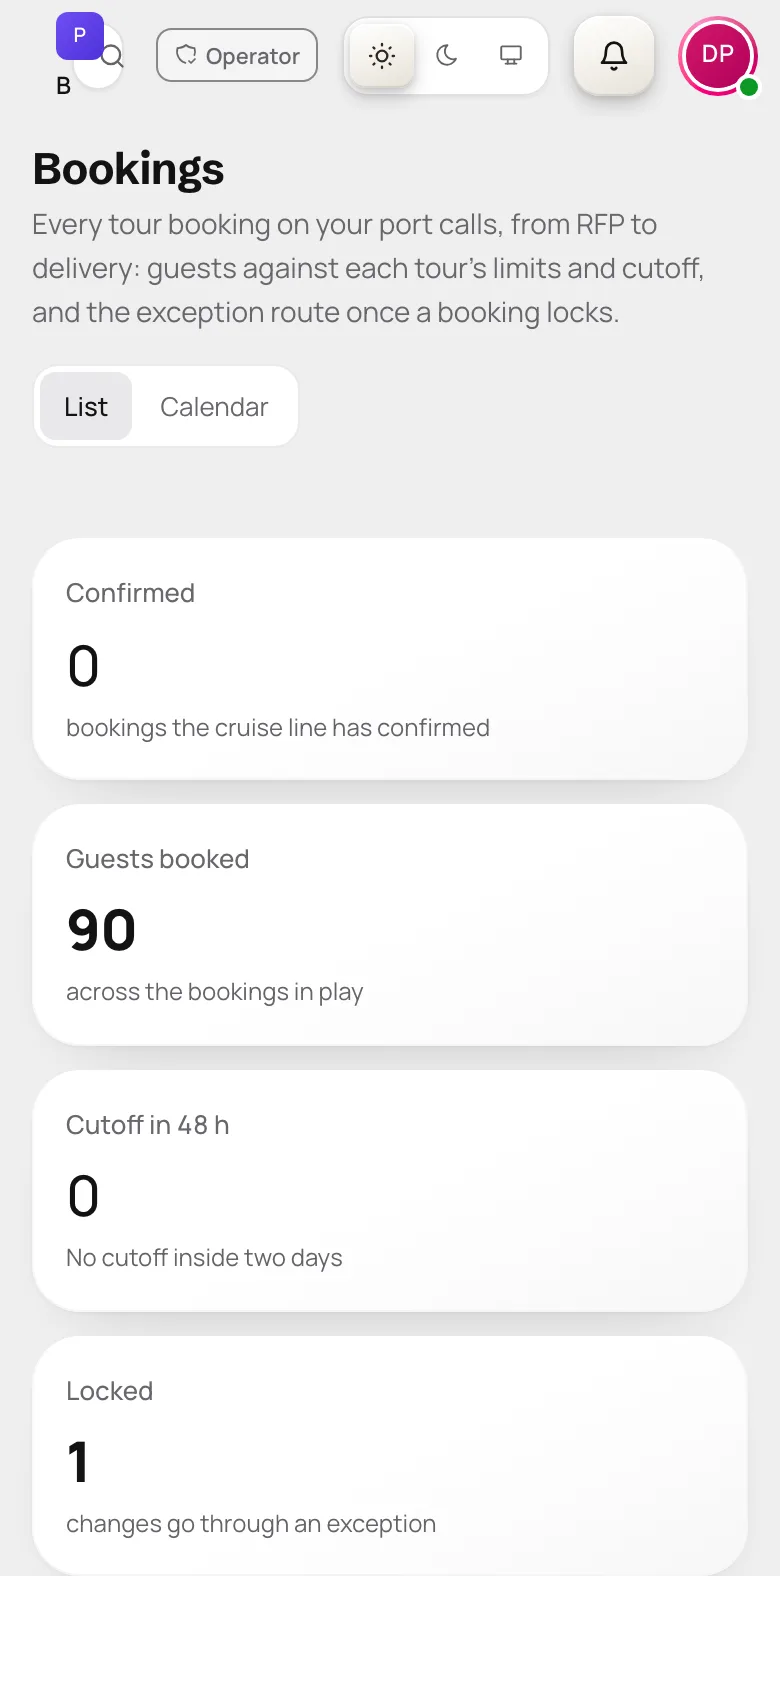 P
B
Operator
DP
Bookings
Every tour booking on your port calls, from RFP to
delivery: guests against each tour’s limits and cutoff,
and the exception route once a booking locks.
List
Calendar
Confirmed
0
bookings the cruise line has confirmed
Guests booked
90
across the bookings in play
Cutoff in 48 h
0
No cutoff inside two days
Locked
1
changes go through an exception